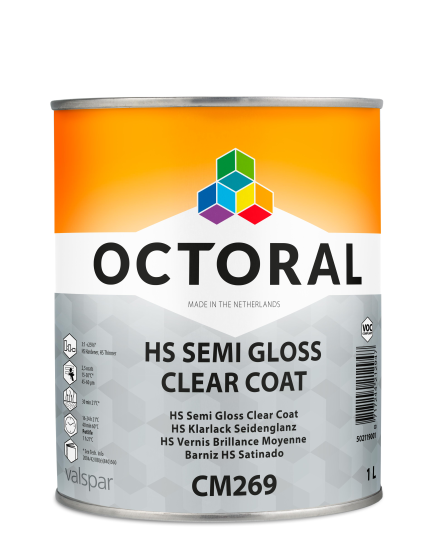 OCTORAL
MADE IN THE NETHERLANDS
VOC
HS SEMI GLOSS
CLEAR COAT
HS Semi Gloss Clear Coat
HS Klarlack Seidenglanz
HS Vernis Brillance Moyenne
Barniz HS Satinado
CM269
1 L
valspar